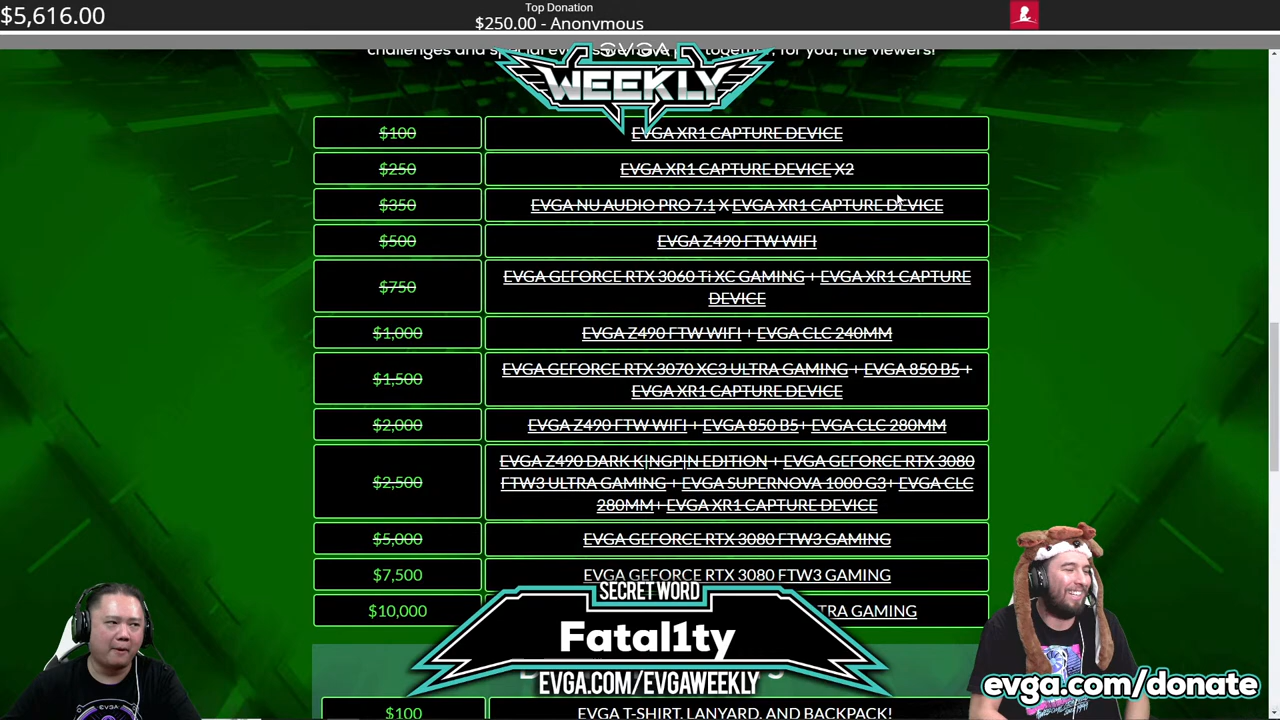 $5,616.00
Top Donation
$250.00 - Anonymous
EVGA
WEEKLY
$100 EVGA XR1 CAPTURE DEVICE
$250 EVGA XR1 CAPTURE DEVICE X2
$350 EVGA NU AUDIO PRO 7.1 X EVGA XR1 CAPTURE DEVICE
$500 EVGA Z490 FTW WIFI
$750 EVGA GEFORCE RTX 3060 Ti XC GAMING + EVGA XR1 CAPTURE
DEVICE
$1,000 EVGA Z490 FTW WIFI + EVGA CLC 240MM
$1,500 EVGA GEFORCE RTX 3070 XC3 ULTRA GAMING + EVGA 850 B5 +
EVGA XR1 CAPTURE DEVICE
$2,000 EVGA Z490 FTW WIFI + EVGA 850 B5+ EVGA CLC 280MM
$2,500 EVGA Z490 DARK K|NGP|N EDITION + EVGA GEFORCE RTX 3080
FTW3 ULTRA GAMING + EVGA SUPERNOVA 1000 G3+ EVGA CLC
280MM+ EVGA XR1 CAPTURE DEVICE
$5,000 EVGA GEFORCE RTX 3080 FTW3 GAMING
$7,500 EVGA GEFORCE RTX 3080 FTW3 GAMING
$10,000 GAMING
SECRET WORD
Fatal1ty
EVGA.COM/EVGAWEEKLY
evga.com/donate
$100 EVGA T-SHIRT, LANYARD, AND BACKPACK!
EVGA